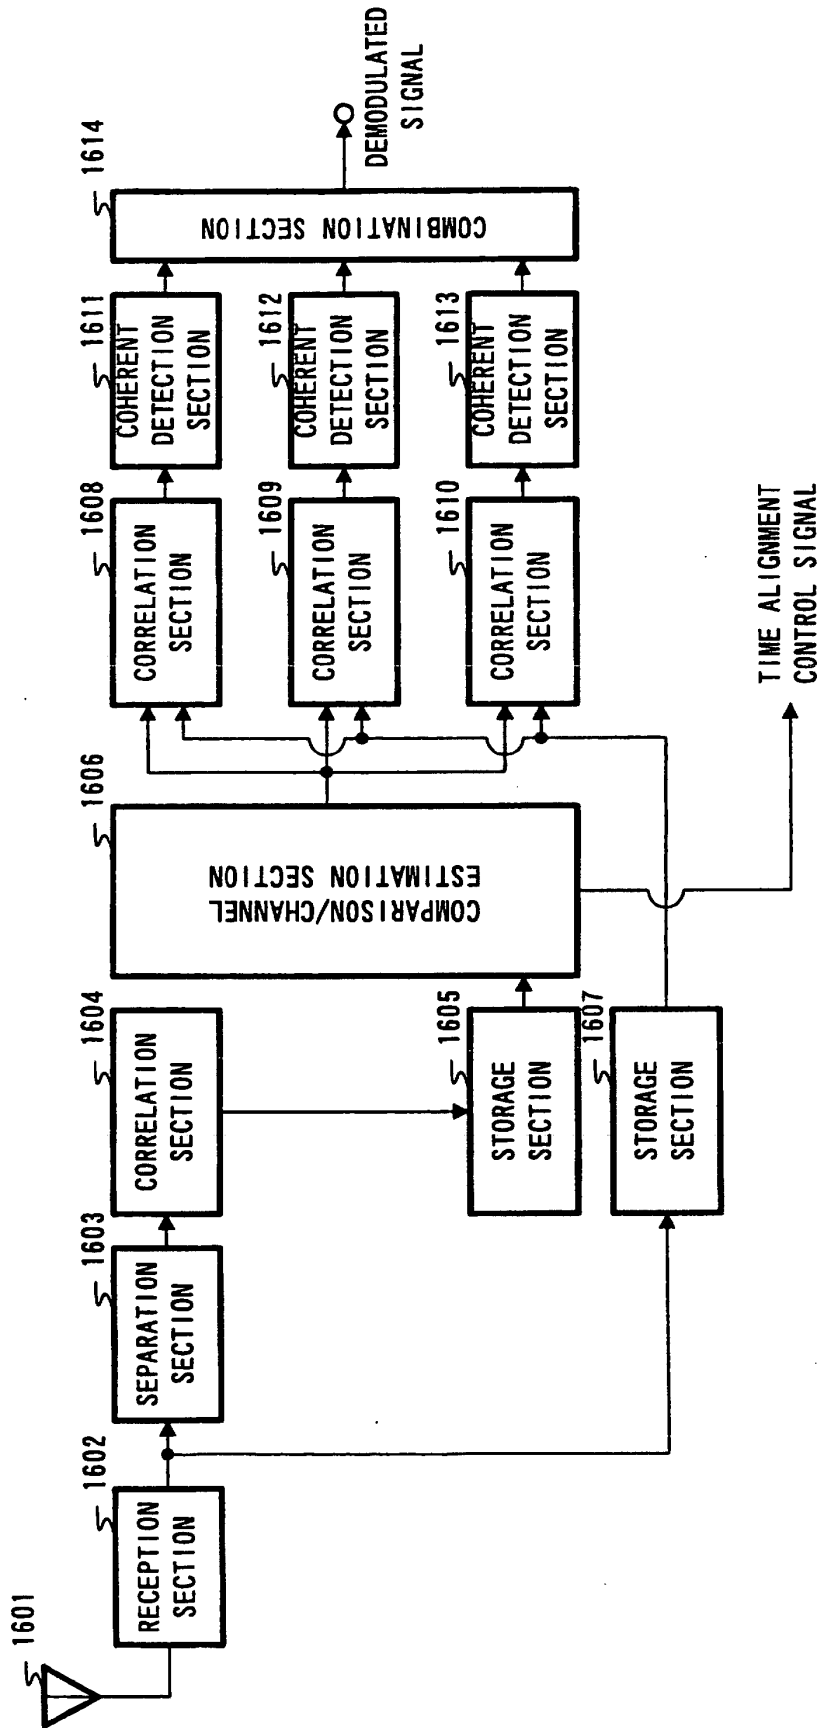 1601
1602
RECEPTION
SECTION
1603
SEPARATION
SECTION
1604
CORRELATION
SECTION
1605
STORAGE
SECTION
1607
STORAGE
SECTION
1606
COMPARISON/CHANNEL
ESTIMATION SECTION
TIME ALIGNMENT
CONTROL SIGNAL
1608
CORRELATION
SECTION
1609
CORRELATION
SECTION
1610
CORRELATION
SECTION
1611
COHERENT
DETECTION
SECTION
1612
COHERENT
DETECTION
SECTION
1613
COHERENT
DETECTION
SECTION
1614
COMBINATION SECTION
DEMODULATED
SIGNAL